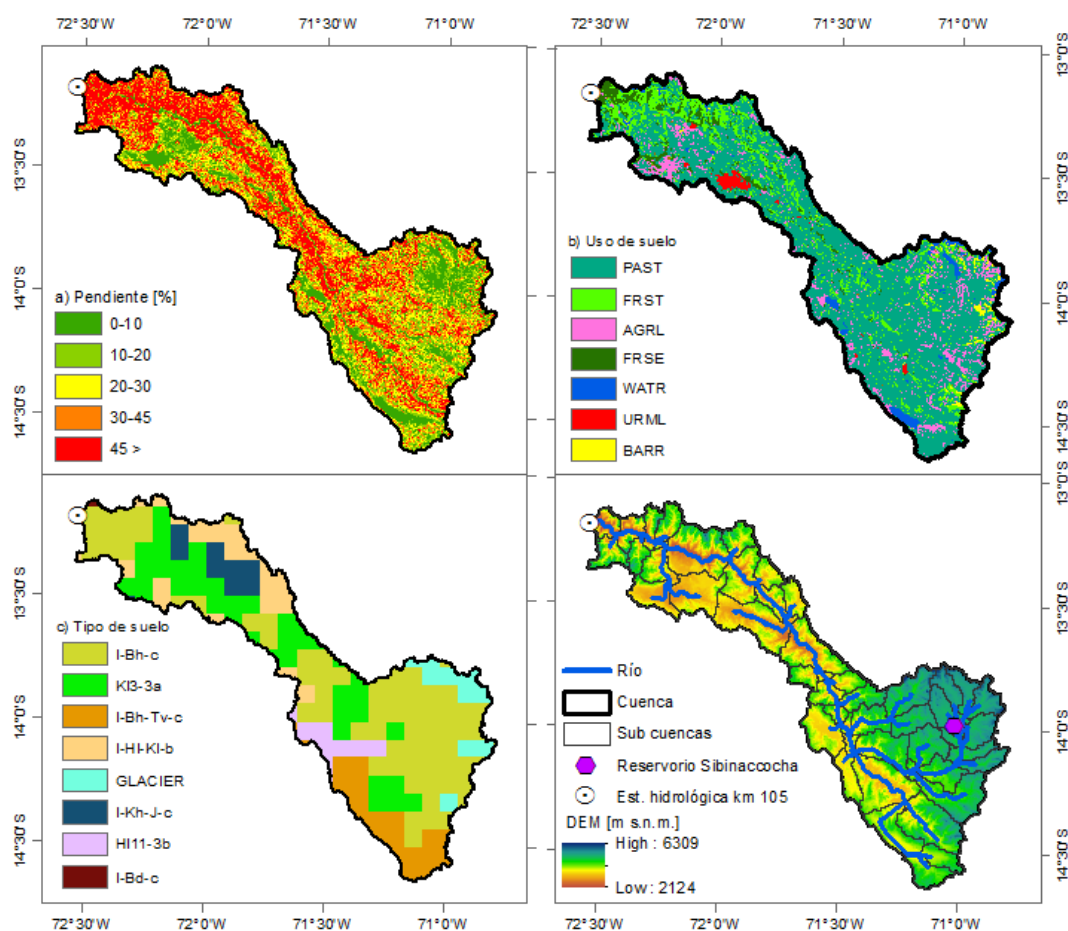 72°30'W 72°0'W 71°30'W 71°0'W
72°30'W 72°0'W 71°30'W 71°0'W
13°30'S
14°0'S
14°30'S
a) Pendiente [%]
0-10
10-20
20-30
30-45
45 >
13°0'S
13°30'S
14°0'S
14°30'S
b) Uso de suelo
PAST
FRST
AGRL
FRSE
WATR
URML
BARR
13°30'S
14°0'S
14°30'S
c) Tipo de suelo
I-Bh-c
Kl3-3a
I-Bh-Tv-c
I-Hl-Kl-b
GLACIER
I-Kh-J-c
Hl11-3b
I-Bd-c
13°0'S
13°30'S
14°0'S
14°30'S
Río
Cuenca
Sub cuencas
Reservorio Sibinaccocha
Est. hidrológica km 105
DEM [m s.n.m.]
High : 6309
Low : 2124
72°30'W 72°0'W 71°30'W 71°0'W
72°30'W 72°0'W 71°30'W 71°0'W